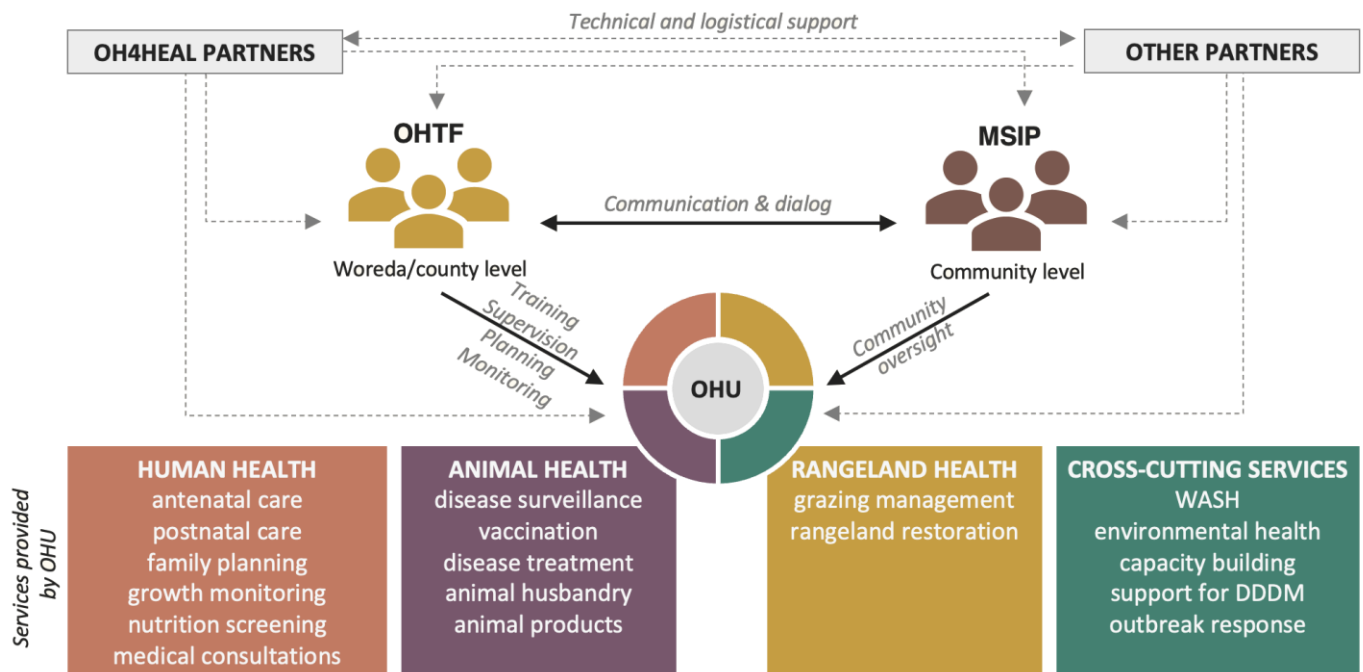 Technical and logistical support
OH4HEAL PARTNERS
OTHER PARTNERS
OHTF
MSIP
Communication & dialog
Woreda/county level
Community level
Training
Supervision
Planning
Monitoring
Community
oversight
OHU
Services provided
by OHU
HUMAN HEALTH
antenatal care
postnatal care
family planning
growth monitoring
nutrition screening
medical consultations
ANIMAL HEALTH
disease surveillance
vaccination
disease treatment
animal husbandry
animal products
RANGELAND HEALTH
grazing management
rangeland restoration
CROSS-CUTTING SERVICES
WASH
environmental health
capacity building
support for DDDM
outbreak response